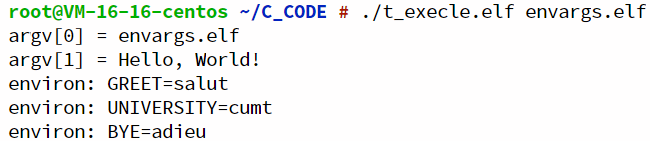 root@VM-16-16-centos ~/C_CODE # ./t_execle.elf envargs.elf
argv[0] = envargs.elf
argv[1] = Hello, World!
environ: GREET=salut
environ: UNIVERSITY=cumt
environ: BYE=adieu